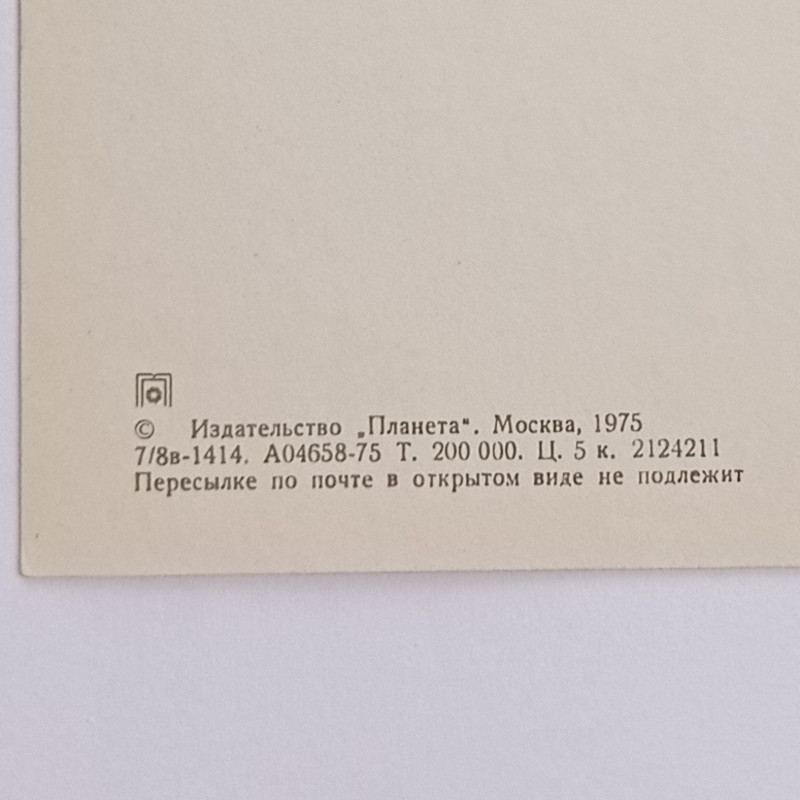 © Издательство „Планета“. Москва, 1975
7/8в-1414. А04658-75 Т. 200 000. Ц. 5 к. 2124211
Пересылке по почте в открытом виде не подлежит